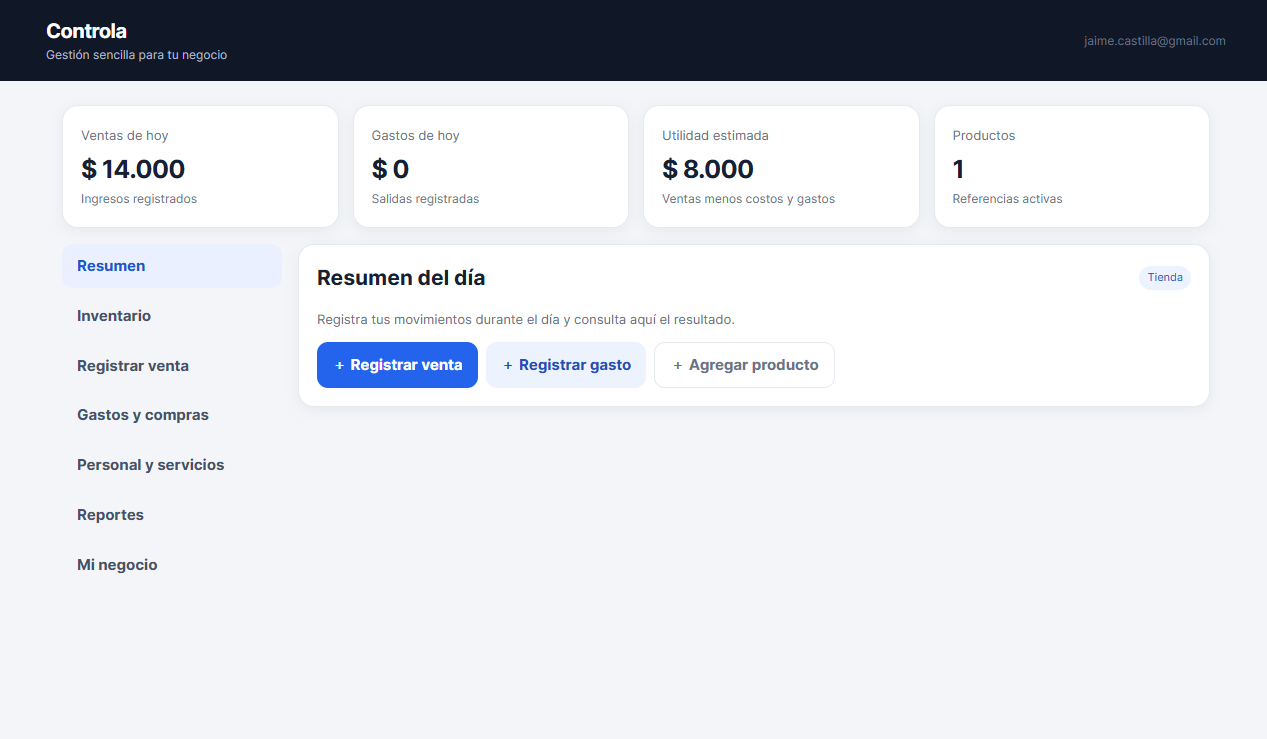 Controla
Gestión sencilla para tu negocio
jaime.castilla@gmail.com
Ventas de hoy
$ 14.000
Ingresos registrados
Gastos de hoy
$ 0
Salidas registradas
Utilidad estimada
$ 8.000
Ventas menos costos y gastos
Productos
1
Referencias activas
Resumen
Inventario
Registrar venta
Gastos y compras
Personal y servicios
Reportes
Mi negocio
Resumen del día
Tienda
Registra tus movimientos durante el día y consulta aquí el resultado.
+ Registrar venta
+ Registrar gasto
+ Agregar producto